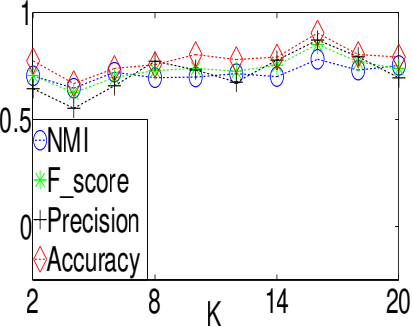 1
0.5
0
NMI
F_score
Precision
Accuracy
2 8 14 20
K